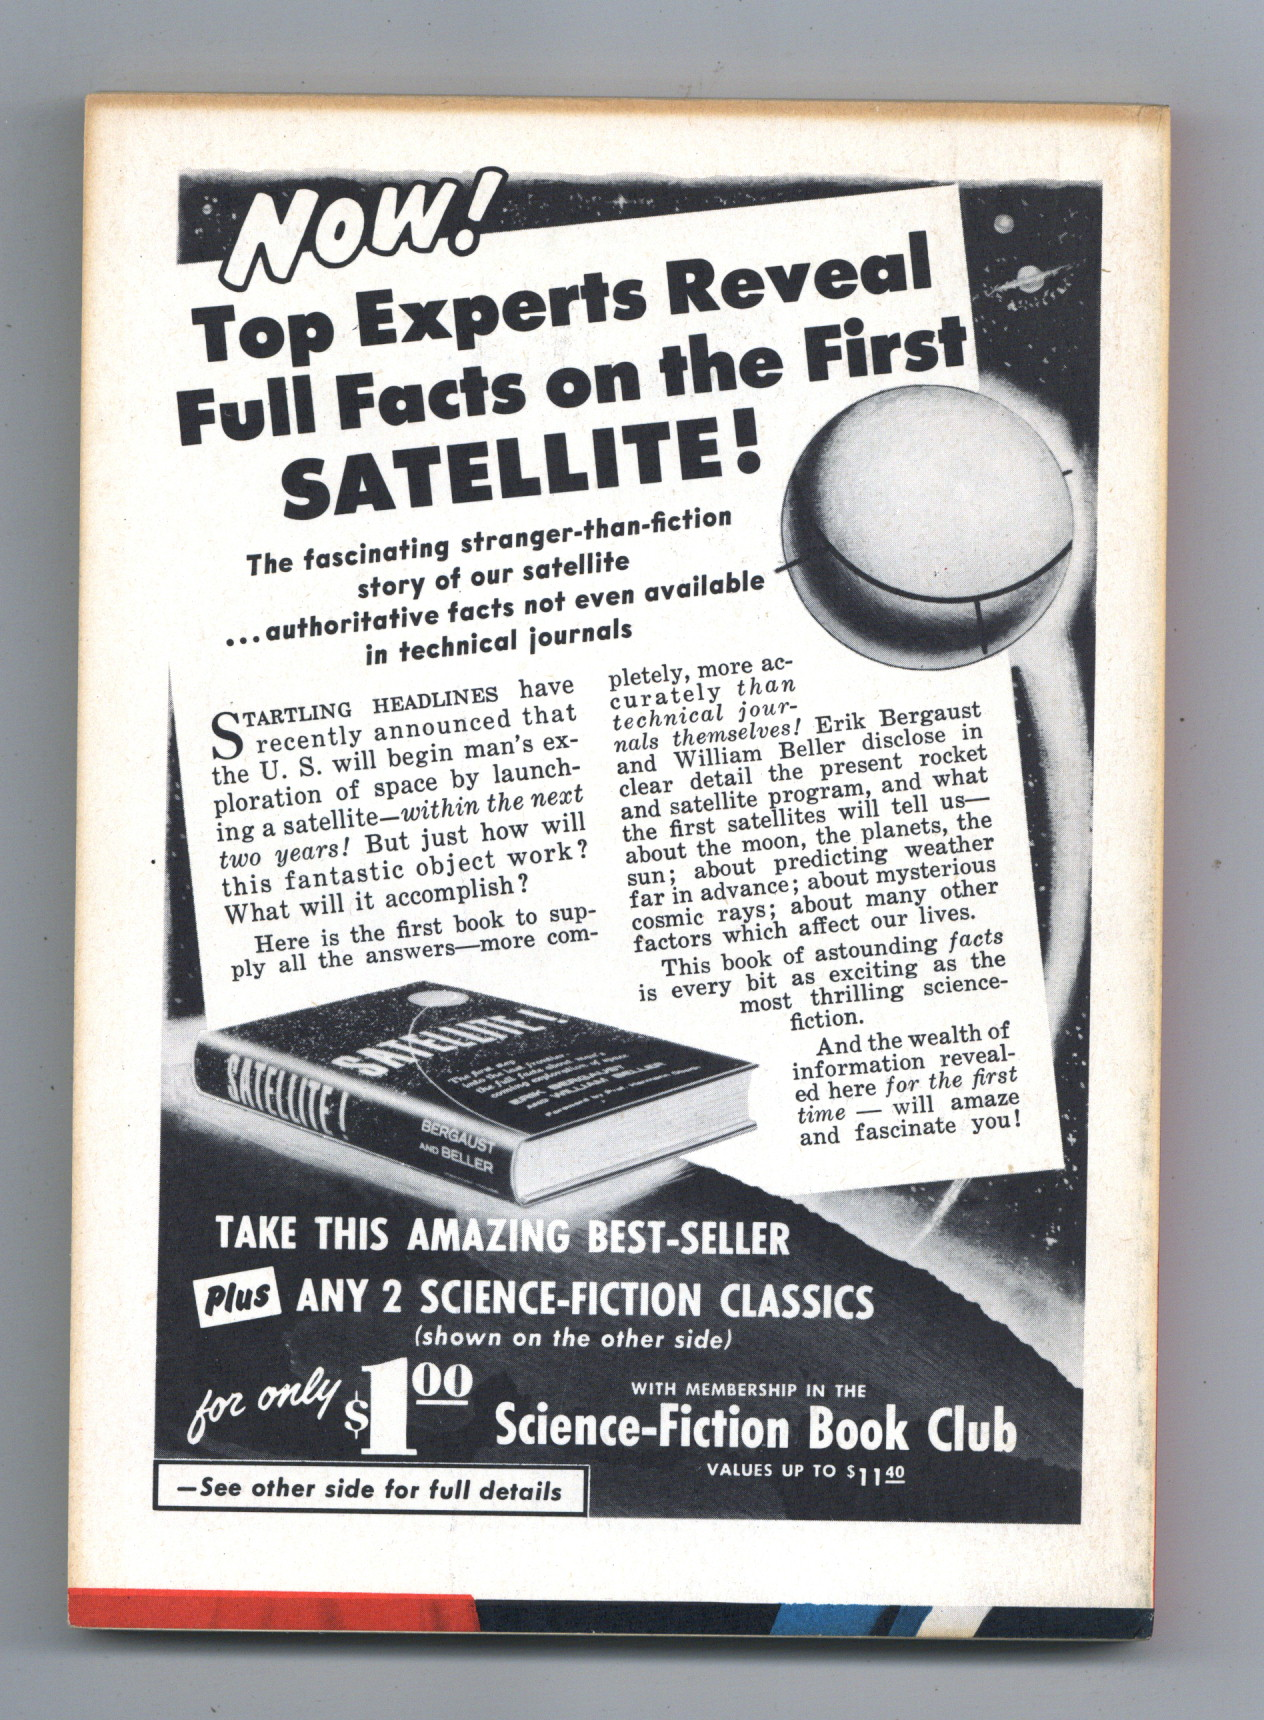 NOW!
Top Experts Reveal
Full Facts on the First
SATELLITE!
The fascinating stranger-than-fiction
story of our satellite
...authoritative facts not even available
in technical journals
STARTLING HEADLINES have
recently announced that
the U. S. will begin man's ex-
ploration of space by launch-
ing a satellite—within the next
two years! But just how will
this fantastic object work?
What will it accomplish?
Here is the first book to sup-
ply all the answers—more com-
pletely, more ac-
curately than
technical jour-
nals themselves! Erik Bergaust
and William Beller disclose in
clear detail the present rocket
and satellite program, and what
the first satellites will tell us—
about the moon, the planets, the
sun; about predicting weather
far in advance; about mysterious
cosmic rays; about many other
factors which affect our lives.
This book of astounding facts
is every bit as exciting as the
most thrilling science-
fiction.
And the wealth of
information reveal-
ed here for the first
time — will amaze
and fascinate you!
SATELLITE!
SATELLITE!
BERGAUST
AND BELLER
ERIK BERGAUST
AND WILLIAM BELLER
TAKE THIS AMAZING BEST-SELLER
Plus ANY 2 SCIENCE-FICTION CLASSICS
(shown on the other side)
for only $1.00
WITH MEMBERSHIP IN THE
Science-Fiction Book Club
VALUES UP TO $11.40
—See other side for full details